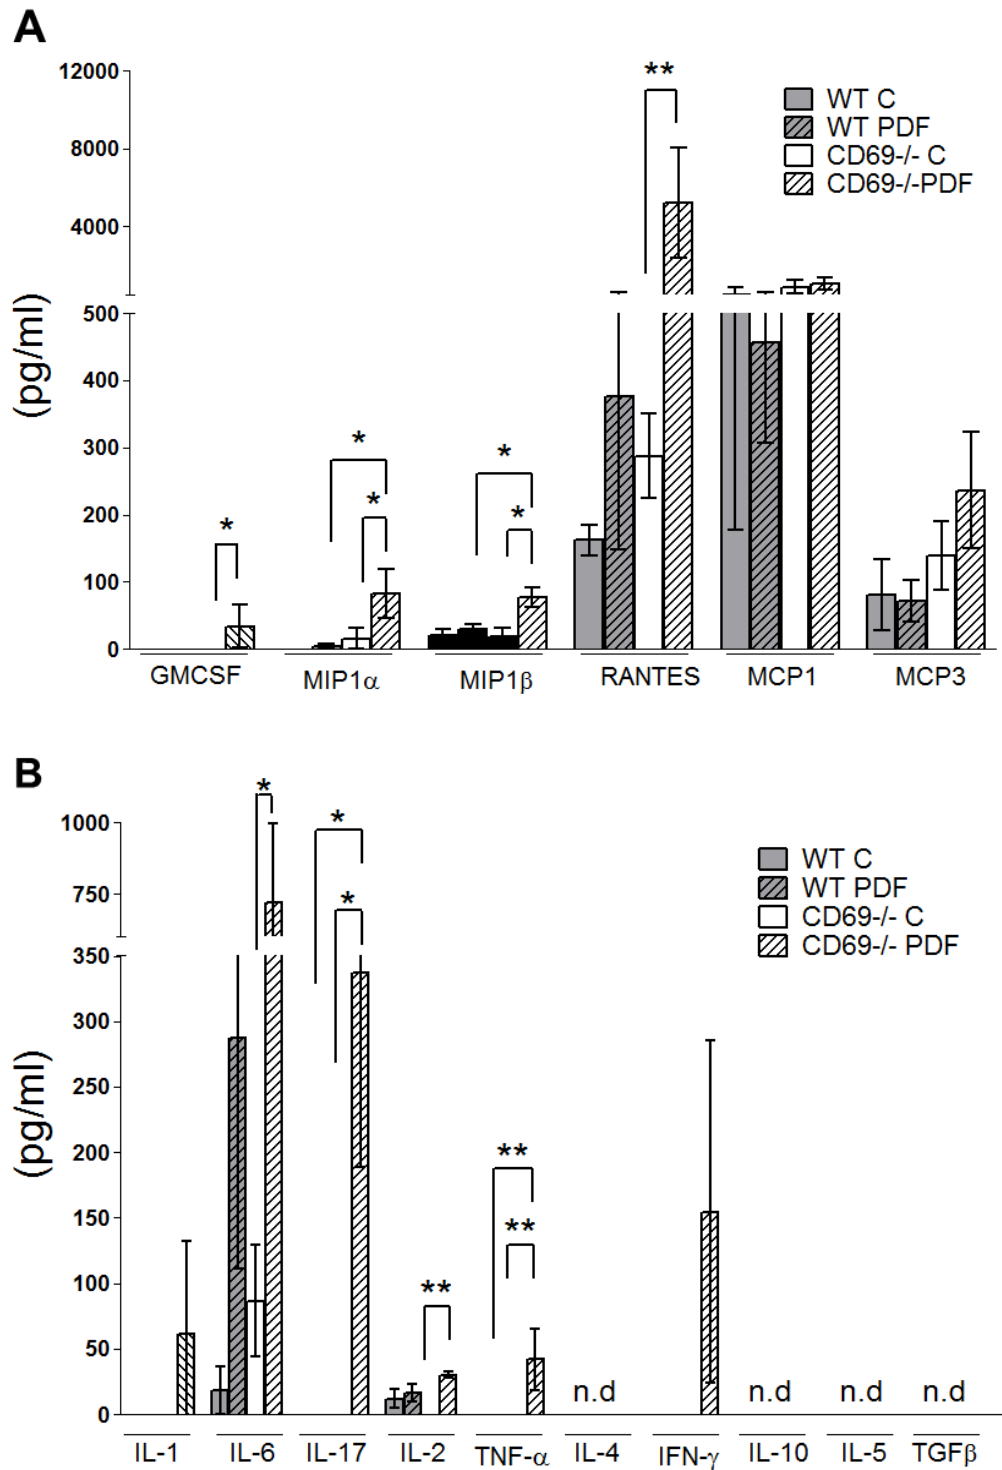 A
12000
8000
4000
500
400
300
200
100
0
(pg/ml)
**
*
*
*
*
*
WT C
WT PDF
CD69-/- C
CD69-/-PDF
GMCSF MIP1α MIP1β RANTES MCP1 MCP3
B
1000
750
350
300
250
200
150
100
50
0
(pg/ml)
*
*
*
**
**
**
WT C
WT PDF
CD69-/- C
CD69-/- PDF
n.d n.d n.d n.d
IL-1 IL-6 IL-17 IL-2 TNF-α IL-4 IFN-γ IL-10 IL-5 TGFβ